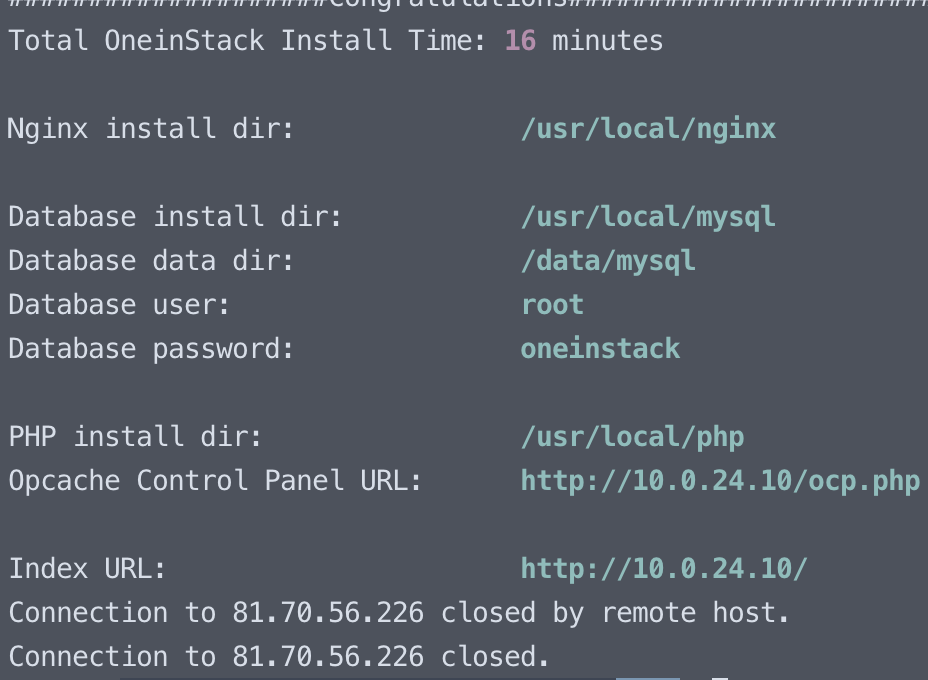 ####################Congratulations######################
Total OneinStack Install Time: 16 minutes
Nginx install dir: /usr/local/nginx
Database install dir: /usr/local/mysql
Database data dir: /data/mysql
Database user: root
Database password: oneinstack
PHP install dir: /usr/local/php
Opcache Control Panel URL: http://10.0.24.10/ocp.php
Index URL: http://10.0.24.10/
Connection to 81.70.56.226 closed by remote host.
Connection to 81.70.56.226 closed.